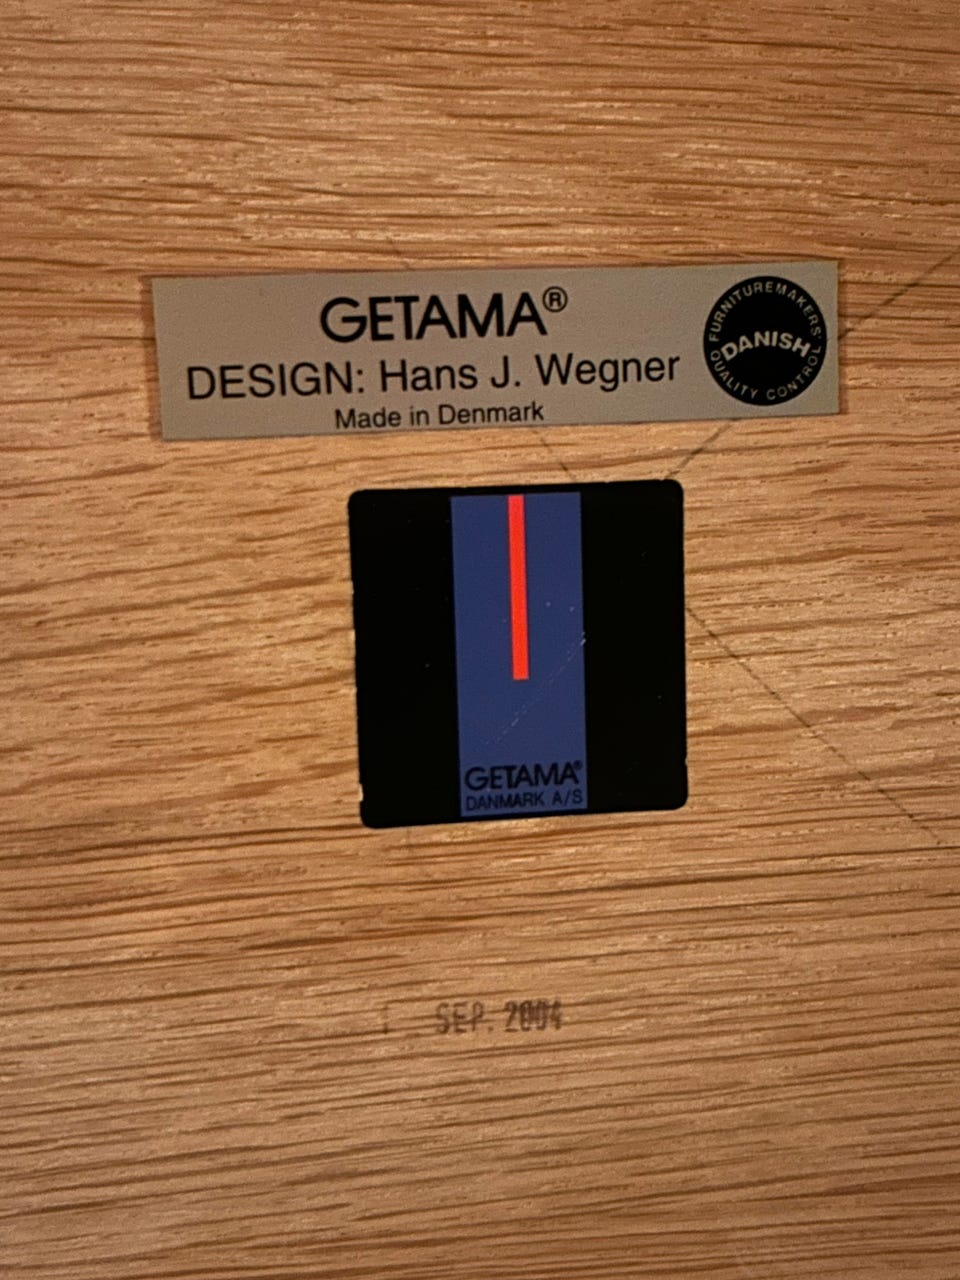 GETAMA®
DESIGN: Hans J. Wegner
Made in Denmark
FURNITUREMAKERS'
DANISH
QUALITY CONTROL
GETAMA®
DANMARK A/S
SEP. 2004